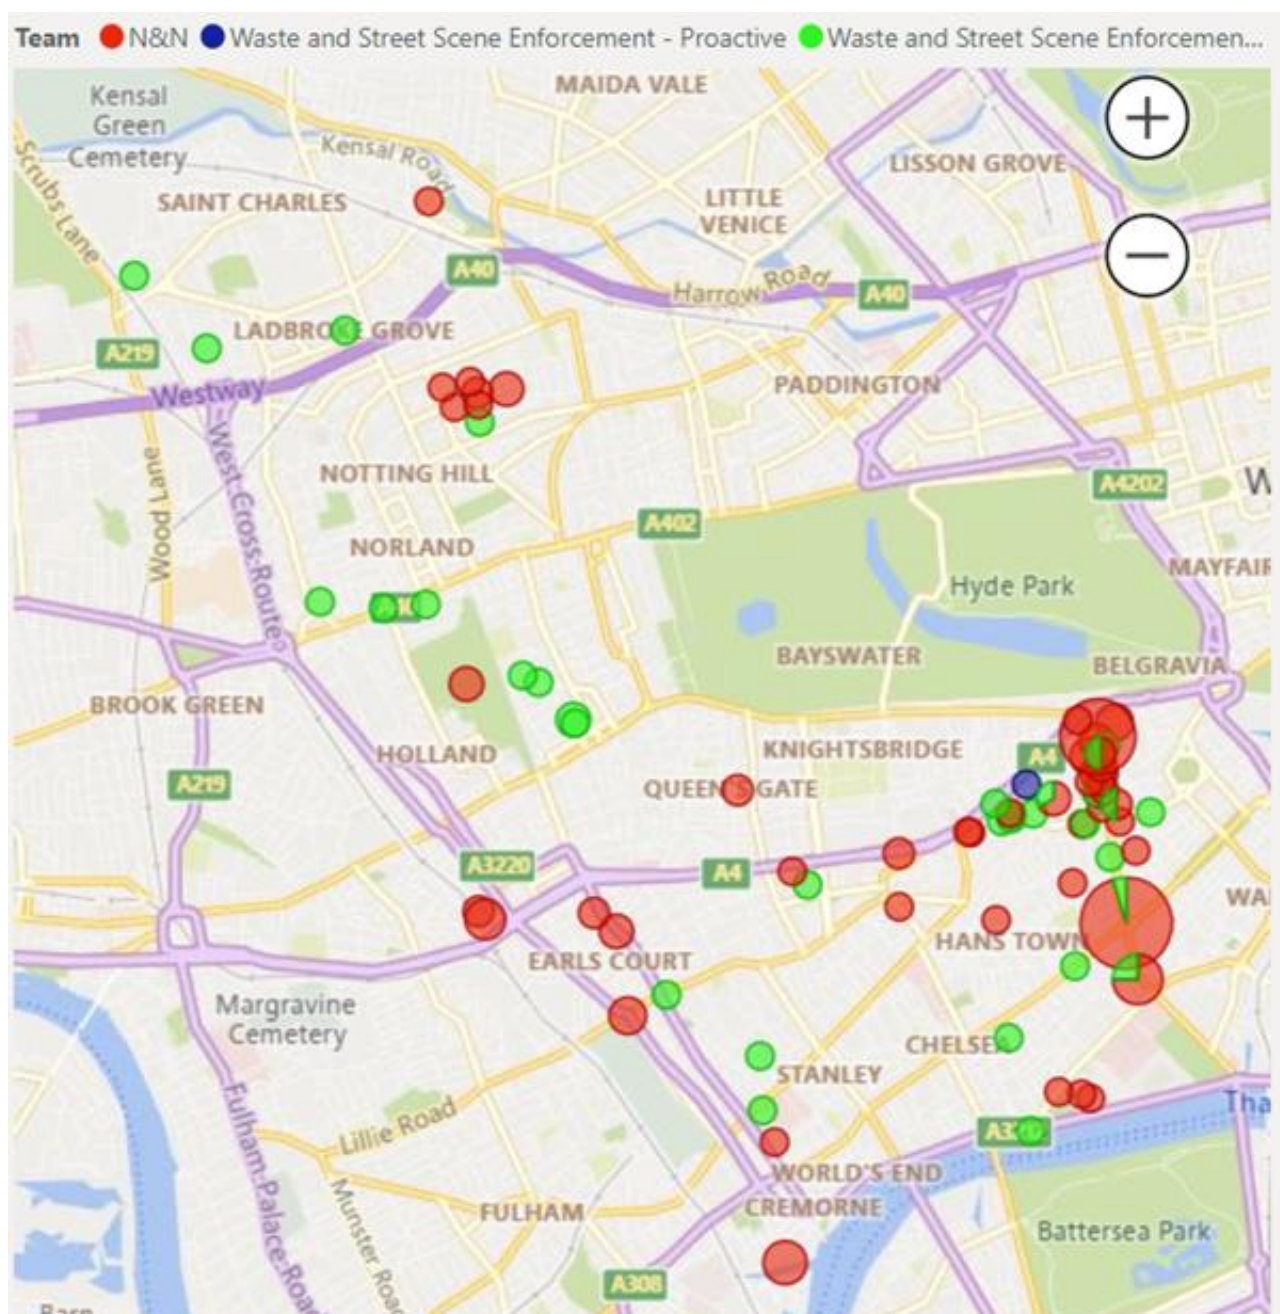 Team N&N Waste and Street Scene Enforcement - Proactive Waste and Street Scene Enforcemen...
Kensal
Green
Cemetery
MAIDA VALE
Kensal Road
LISSON GROVE
Scrubs Lane
SAINT CHARLES
LITTLE
VENICE
A40
Harrow Road
A40
LADBROKE GROVE
A219
Westway
PADDINGTON
West Cross Route
Wood Lane
NOTTING HILL
A4202
W
A402
NORLAND
MAYFAIR
Hyde Park
BAYSWATER
BELGRAVIA
BROOK GREEN
HOLLAND
KNIGHTSBRIDGE
A4
A219
QUEEN'S GATE
A3220
A4
WA
HANS TOWN
EARLS COURT
Margravine
Cemetery
CHELSEA
STANLEY
Fulham Palace Road
Lillie Road
Tha
WORLD'S END
CREMORNE
Munster Road
FULHAM
Battersea Park
A308
Barn